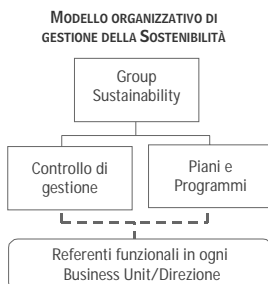 MODELLO ORGANIZZATIVO DI
GESTIONE DELLA SOSTENIBILITÀ
Group
Sustainability
Controllo di
gestione
Piani e
Programmi
Referenti funzionali in ogni
Business Unit/Direzione